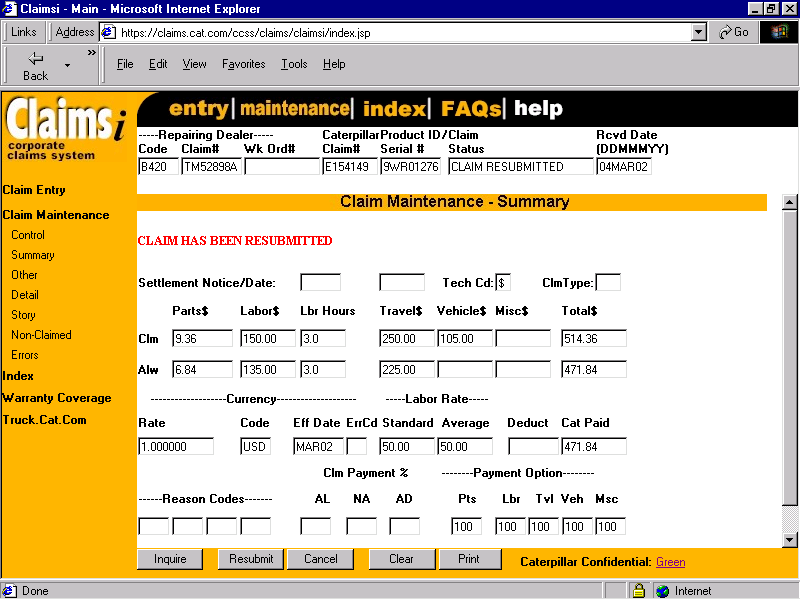 Claimsi - Main - Microsoft Internet Explorer
Links Address https://claims.cat.com/ccss/claims/claimsi/index.jsp Go
Back » File Edit View Favorites Tools Help
Claimsi
corporate
claims system
entry| maintenance| index| FAQs| help
-----Repairing Dealer----- Caterpillar Product ID/Claim Rcvd Date
Code Claim# Wk Ord# Claim# Serial # Status (DDMMMYY)
B420 TM52898A E154149 9WR01276 CLAIM RESUBMITTED 04MAR02
Claim Entry
Claim Maintenance
Control
Summary
Other
Detail
Story
Non-Claimed
Errors
Index
Warranty Coverage
Truck.Cat.Com
Claim Maintenance - Summary
CLAIM HAS BEEN RESUBMITTED
Settlement Notice/Date: Tech Cd: $ ClmType:
Parts$ Labor$ Lbr Hours Travel$ Vehicle$ Misc$ Total$
Clm 9.36 150.00 3.0 250.00 105.00 514.36
Alw 6.84 135.00 3.0 225.00 471.84
-------------------Currency-------------------- -----Labor Rate-----
Rate Code Eff Date ErrCd Standard Average Deduct Cat Paid
1.000000 USD MAR02 50.00 50.00 471.84
Clm Payment % --------Payment Option--------
------Reason Codes------- AL NA AD Pts Lbr Tvl Veh Msc
100 100 100 100 100
Inquire Resubmit Cancel Clear Print Caterpillar Confidential: Green
Done Internet